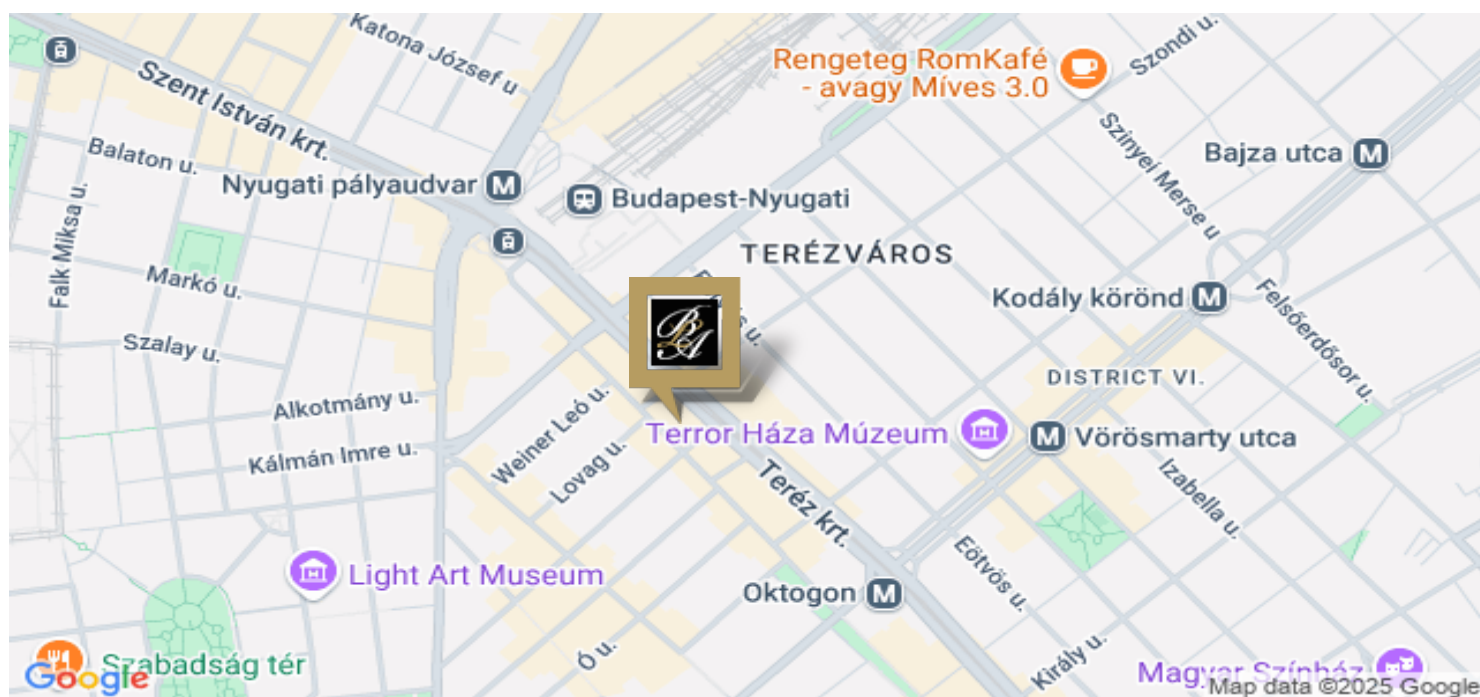 Katona József u
Rengeteg RomKafé
- avagy Míves 3.0
Szondi u.
Szent István krt.
Balaton u.
Nyugati pályaudvar
Budapest-Nyugati
Szinyei Merse u
Bajza utca
Falk Miksa u.
TERÉZVÁROS
Markó u.
Kodály körönd
Felsőerdősor u.
Szalay u.
BLA
DISTRICT VI.
Alkotmány u.
Weiner Leó u.
Terror Háza Múzeum
Vörösmarty utca
Kálmán Imre u.
Lovag u.
Teréz krt.
Izabella u.
Light Art Museum
Oktogon
Eötvös u.
Ó u.
Király u.
Szabadság tér
Magyar Színház
Google
Map data ©2025 Google